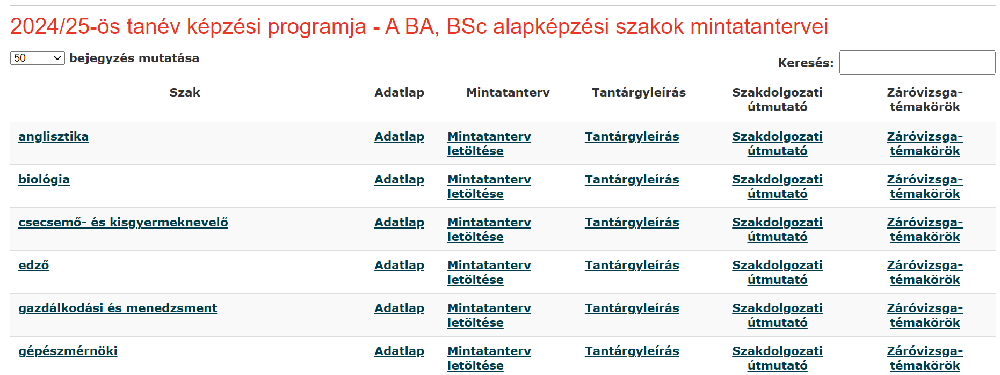 2024/25-ös tanév képzési programja - A BA, BSc alapképzési szakok mintatantervei
50 bejegyzés mutatása
Keresés:
Szak Adatlap Mintatanterv Tantárgyleírás Szakdolgozati Záróvizsga-
útmutató témakörök
anglisztika Adatlap Mintatanterv Tantárgyleírás Szakdolgozati Záróvizsga-
letöltése útmutató témakörök
biológia Adatlap Mintatanterv Tantárgyleírás Szakdolgozati Záróvizsga-
letöltése útmutató témakörök
csecsemő- és kisgyermeknevelő Adatlap Mintatanterv Tantárgyleírás Szakdolgozati Záróvizsga-
letöltése útmutató témakörök
edző Adatlap Mintatanterv Tantárgyleírás Szakdolgozati Záróvizsga-
letöltése útmutató témakörök
gazdálkodási és menedzsment Adatlap Mintatanterv Tantárgyleírás Szakdolgozati Záróvizsga-
letöltése útmutató témakörök
gépészmérnöki Adatlap Mintatanterv Tantárgyleírás Szakdolgozati Záróvizsga-
letöltése útmutató témakörök